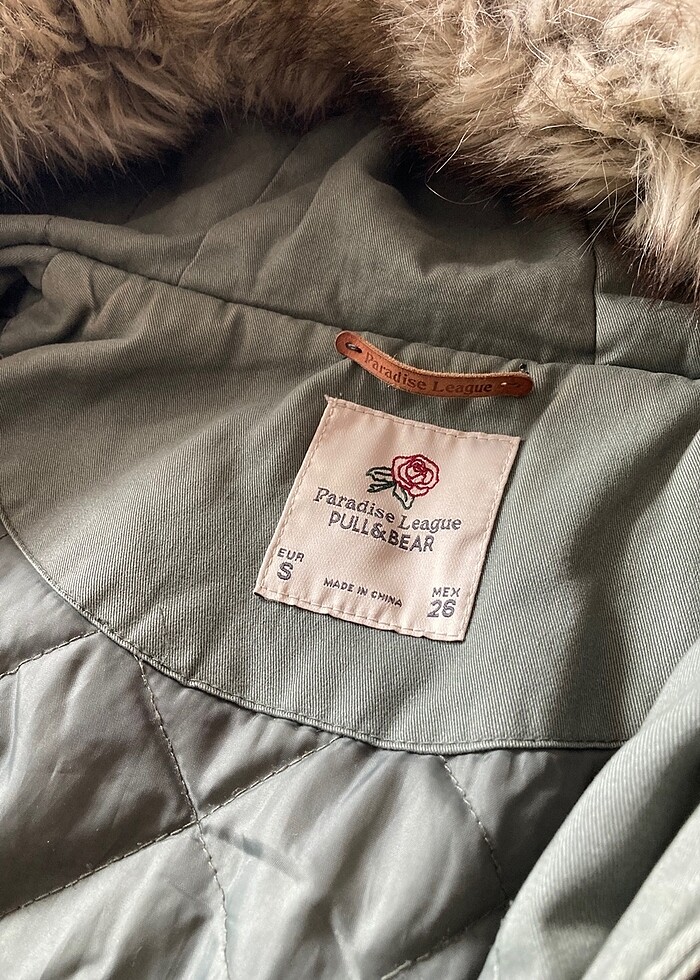 Paradise League
Paradise League
PULL&BEAR
EUR
S
MADE IN CHINA
MEX
26